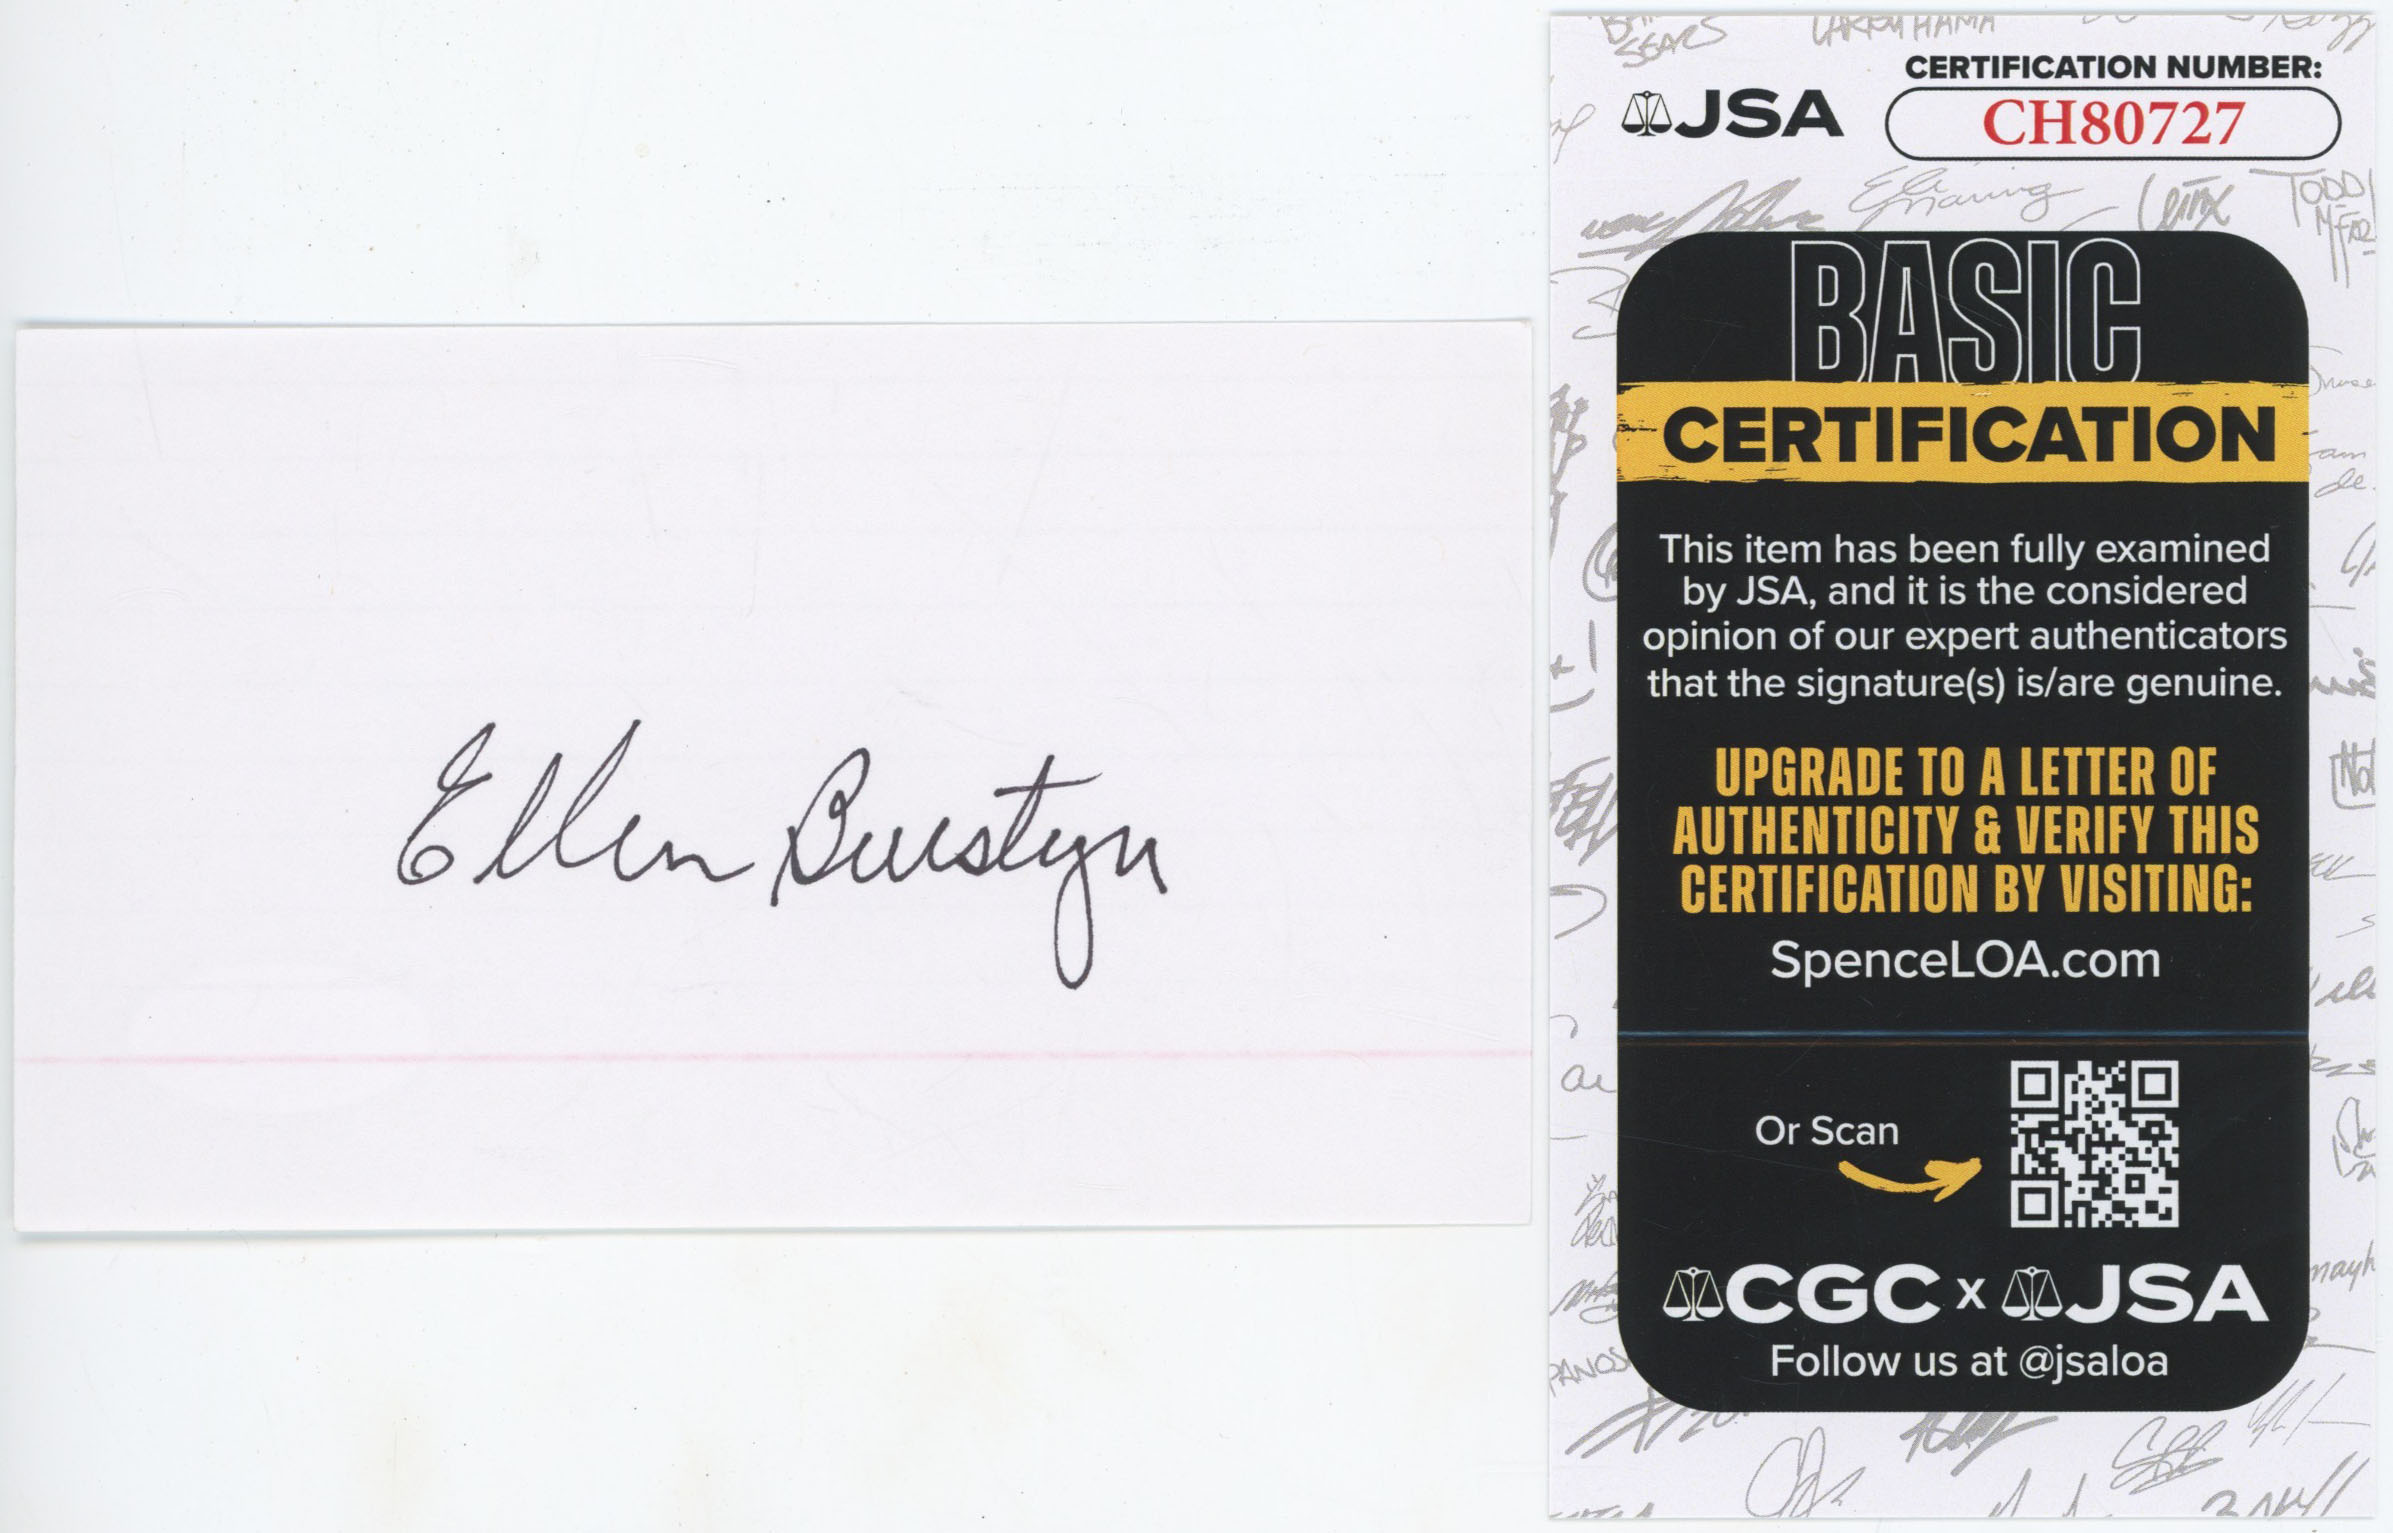 Ellen Burstyn
CERTIFICATION NUMBER:
JSA CH80727
BASIC
CERTIFICATION
This item has been fully examined
by JSA, and it is the considered
opinion of our expert authenticators
that the signature(s) is/are genuine.
UPGRADE TO A LETTER OF
AUTHENTICITY & VERIFY THIS
CERTIFICATION BY VISITING:
SpenceLOA.com
Or Scan
CGC x JSA
Follow us at @jsaloa